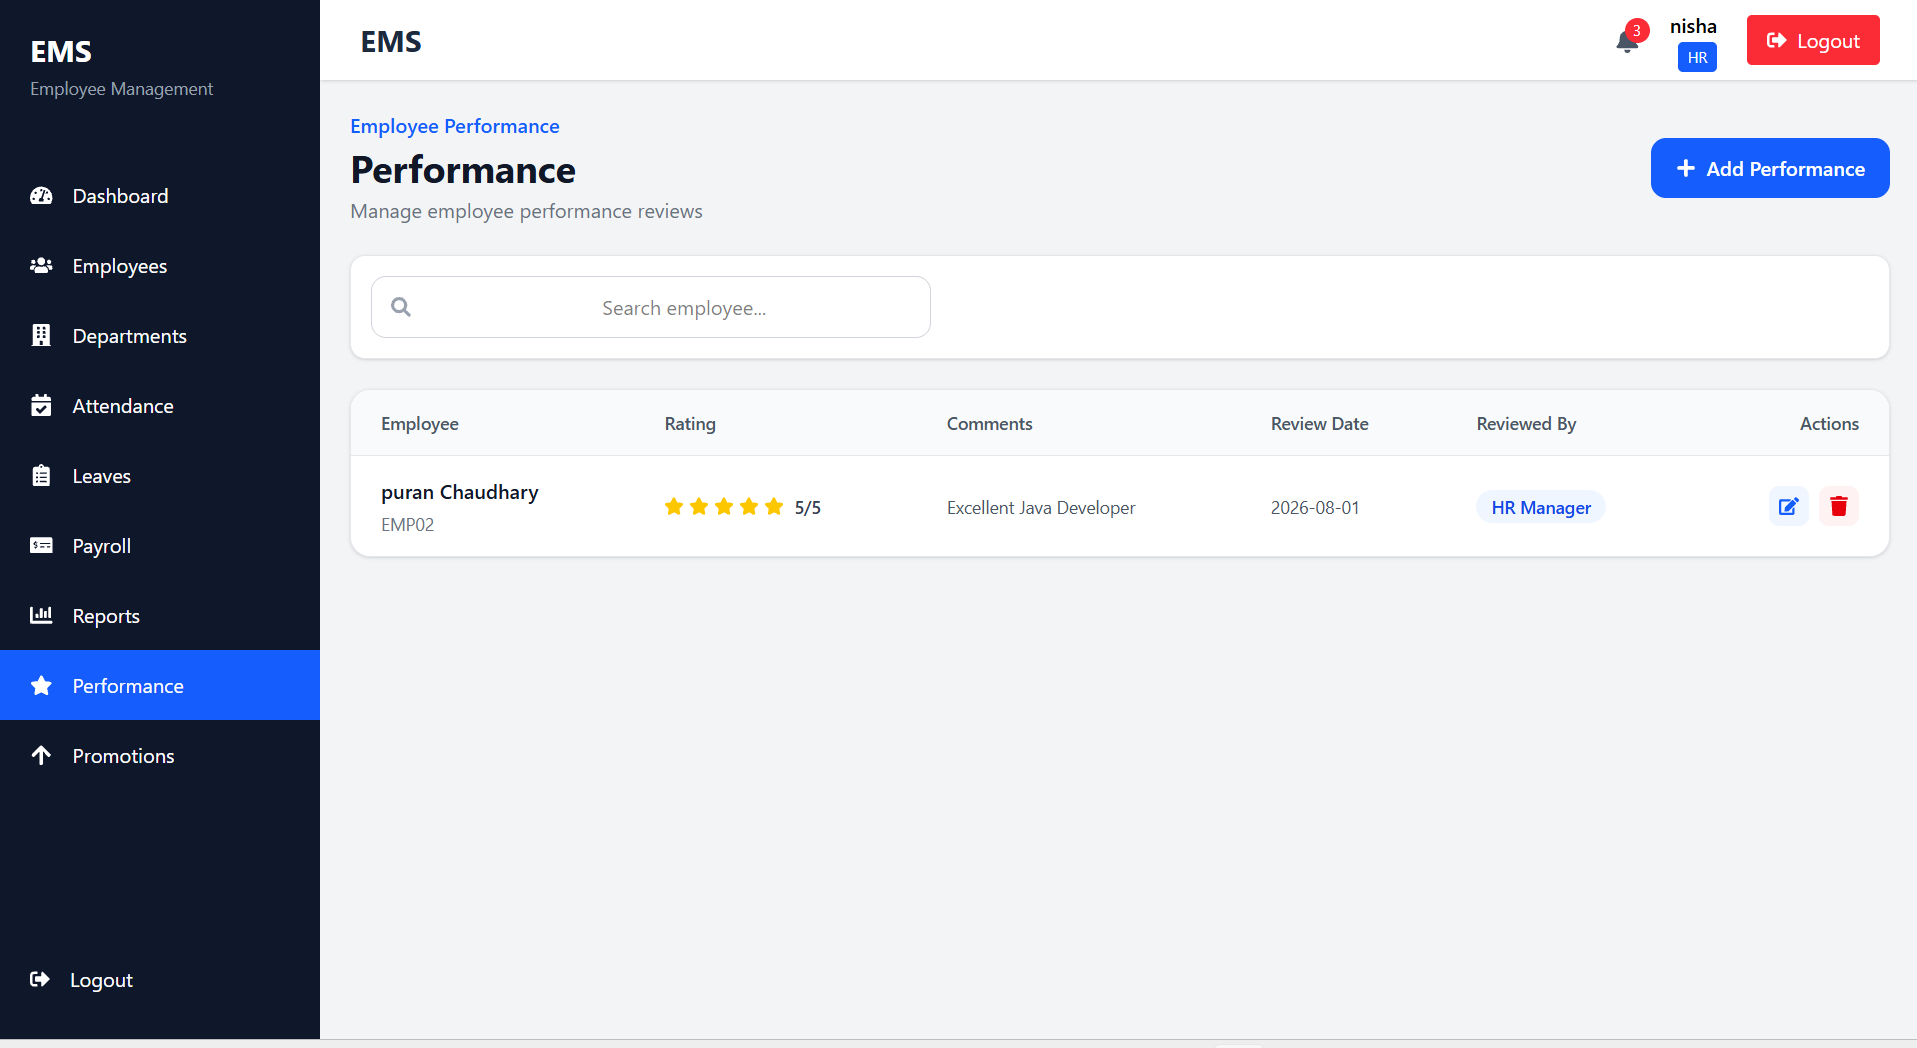 EMS
Employee Management
Dashboard
Employees
Departments
Attendance
Leaves
Payroll
Reports
Performance
Promotions
Logout
EMS
3
nisha
HR
Logout
Employee Performance
Performance
Manage employee performance reviews
Add Performance
Search employee...
Employee Rating Comments Review Date Reviewed By Actions
puran Chaudhary
EMP02
5/5
Excellent Java Developer
2026-08-01
HR Manager